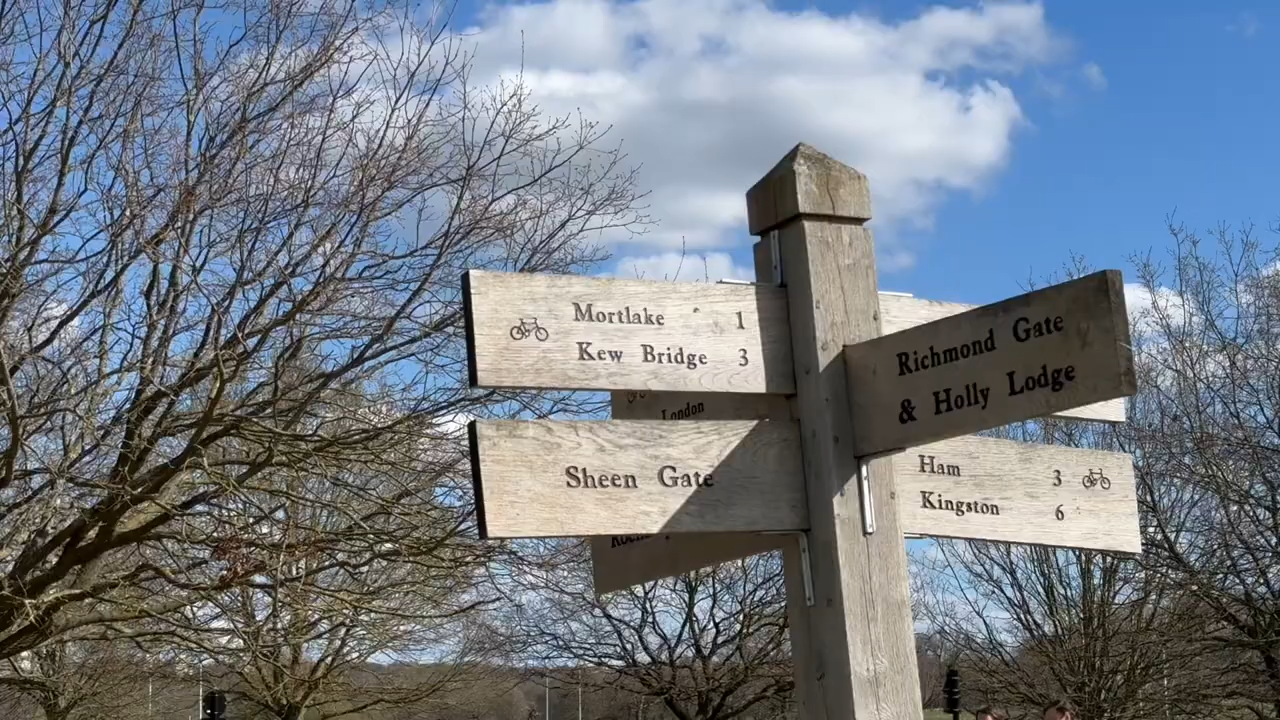 Mortlake 1
Kew Bridge 3
London
Sheen Gate
Richmond Gate
& Holly Lodge
Ham 3
Kingston 6